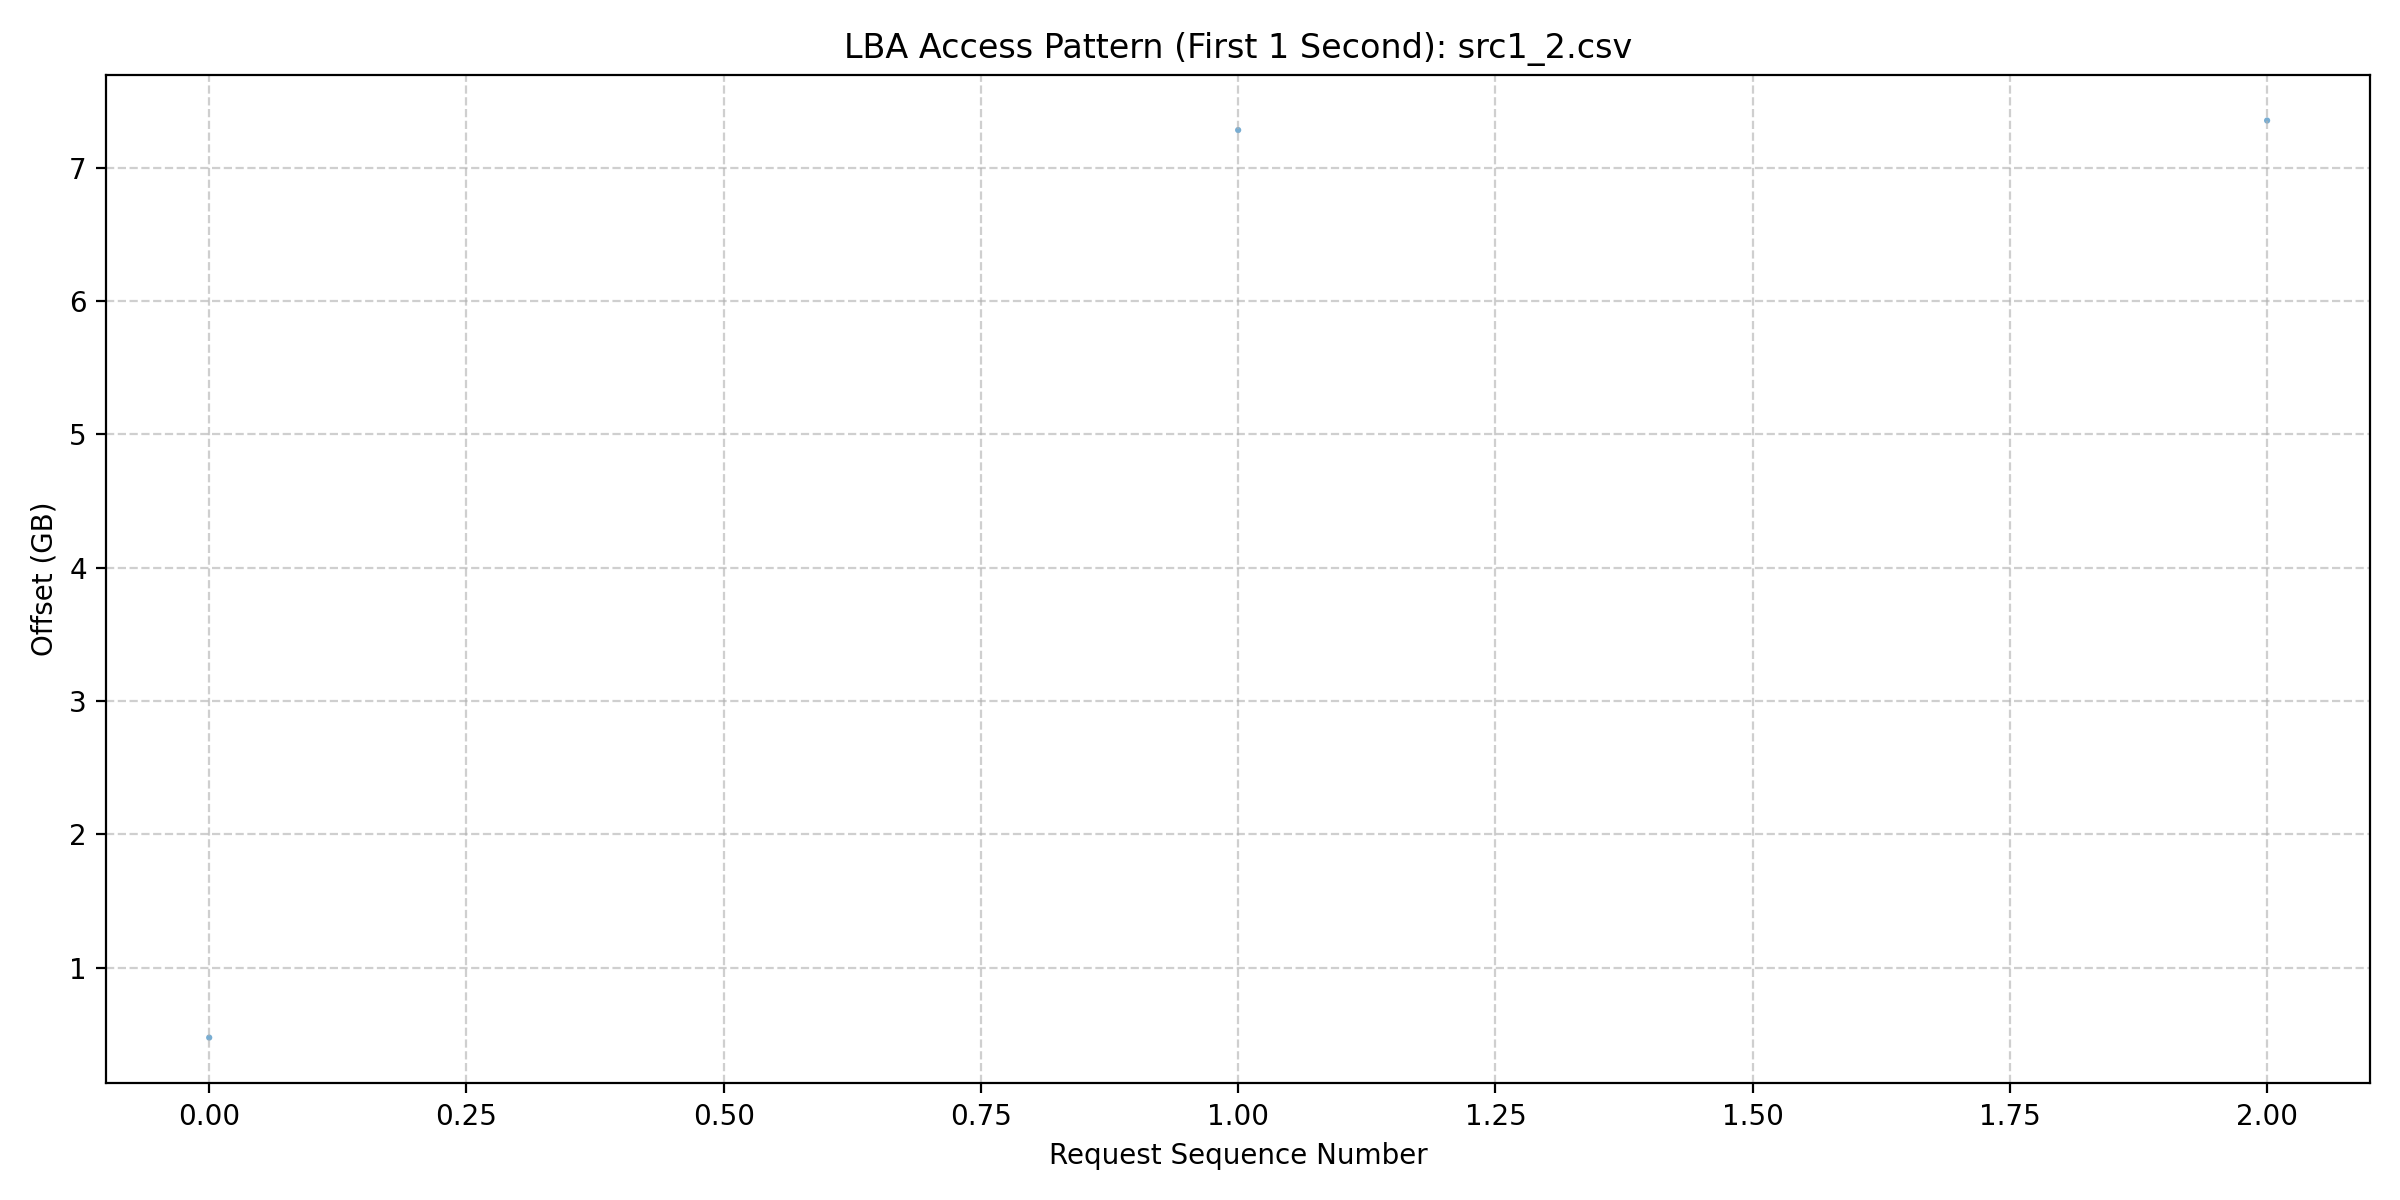 LBA Access Pattern (First 1 Second): src1_2.csv
7
6
5
4
3
2
1
Offset (GB)
0.00 0.25 0.50 0.75 1.00 1.25 1.50 1.75 2.00
Request Sequence Number